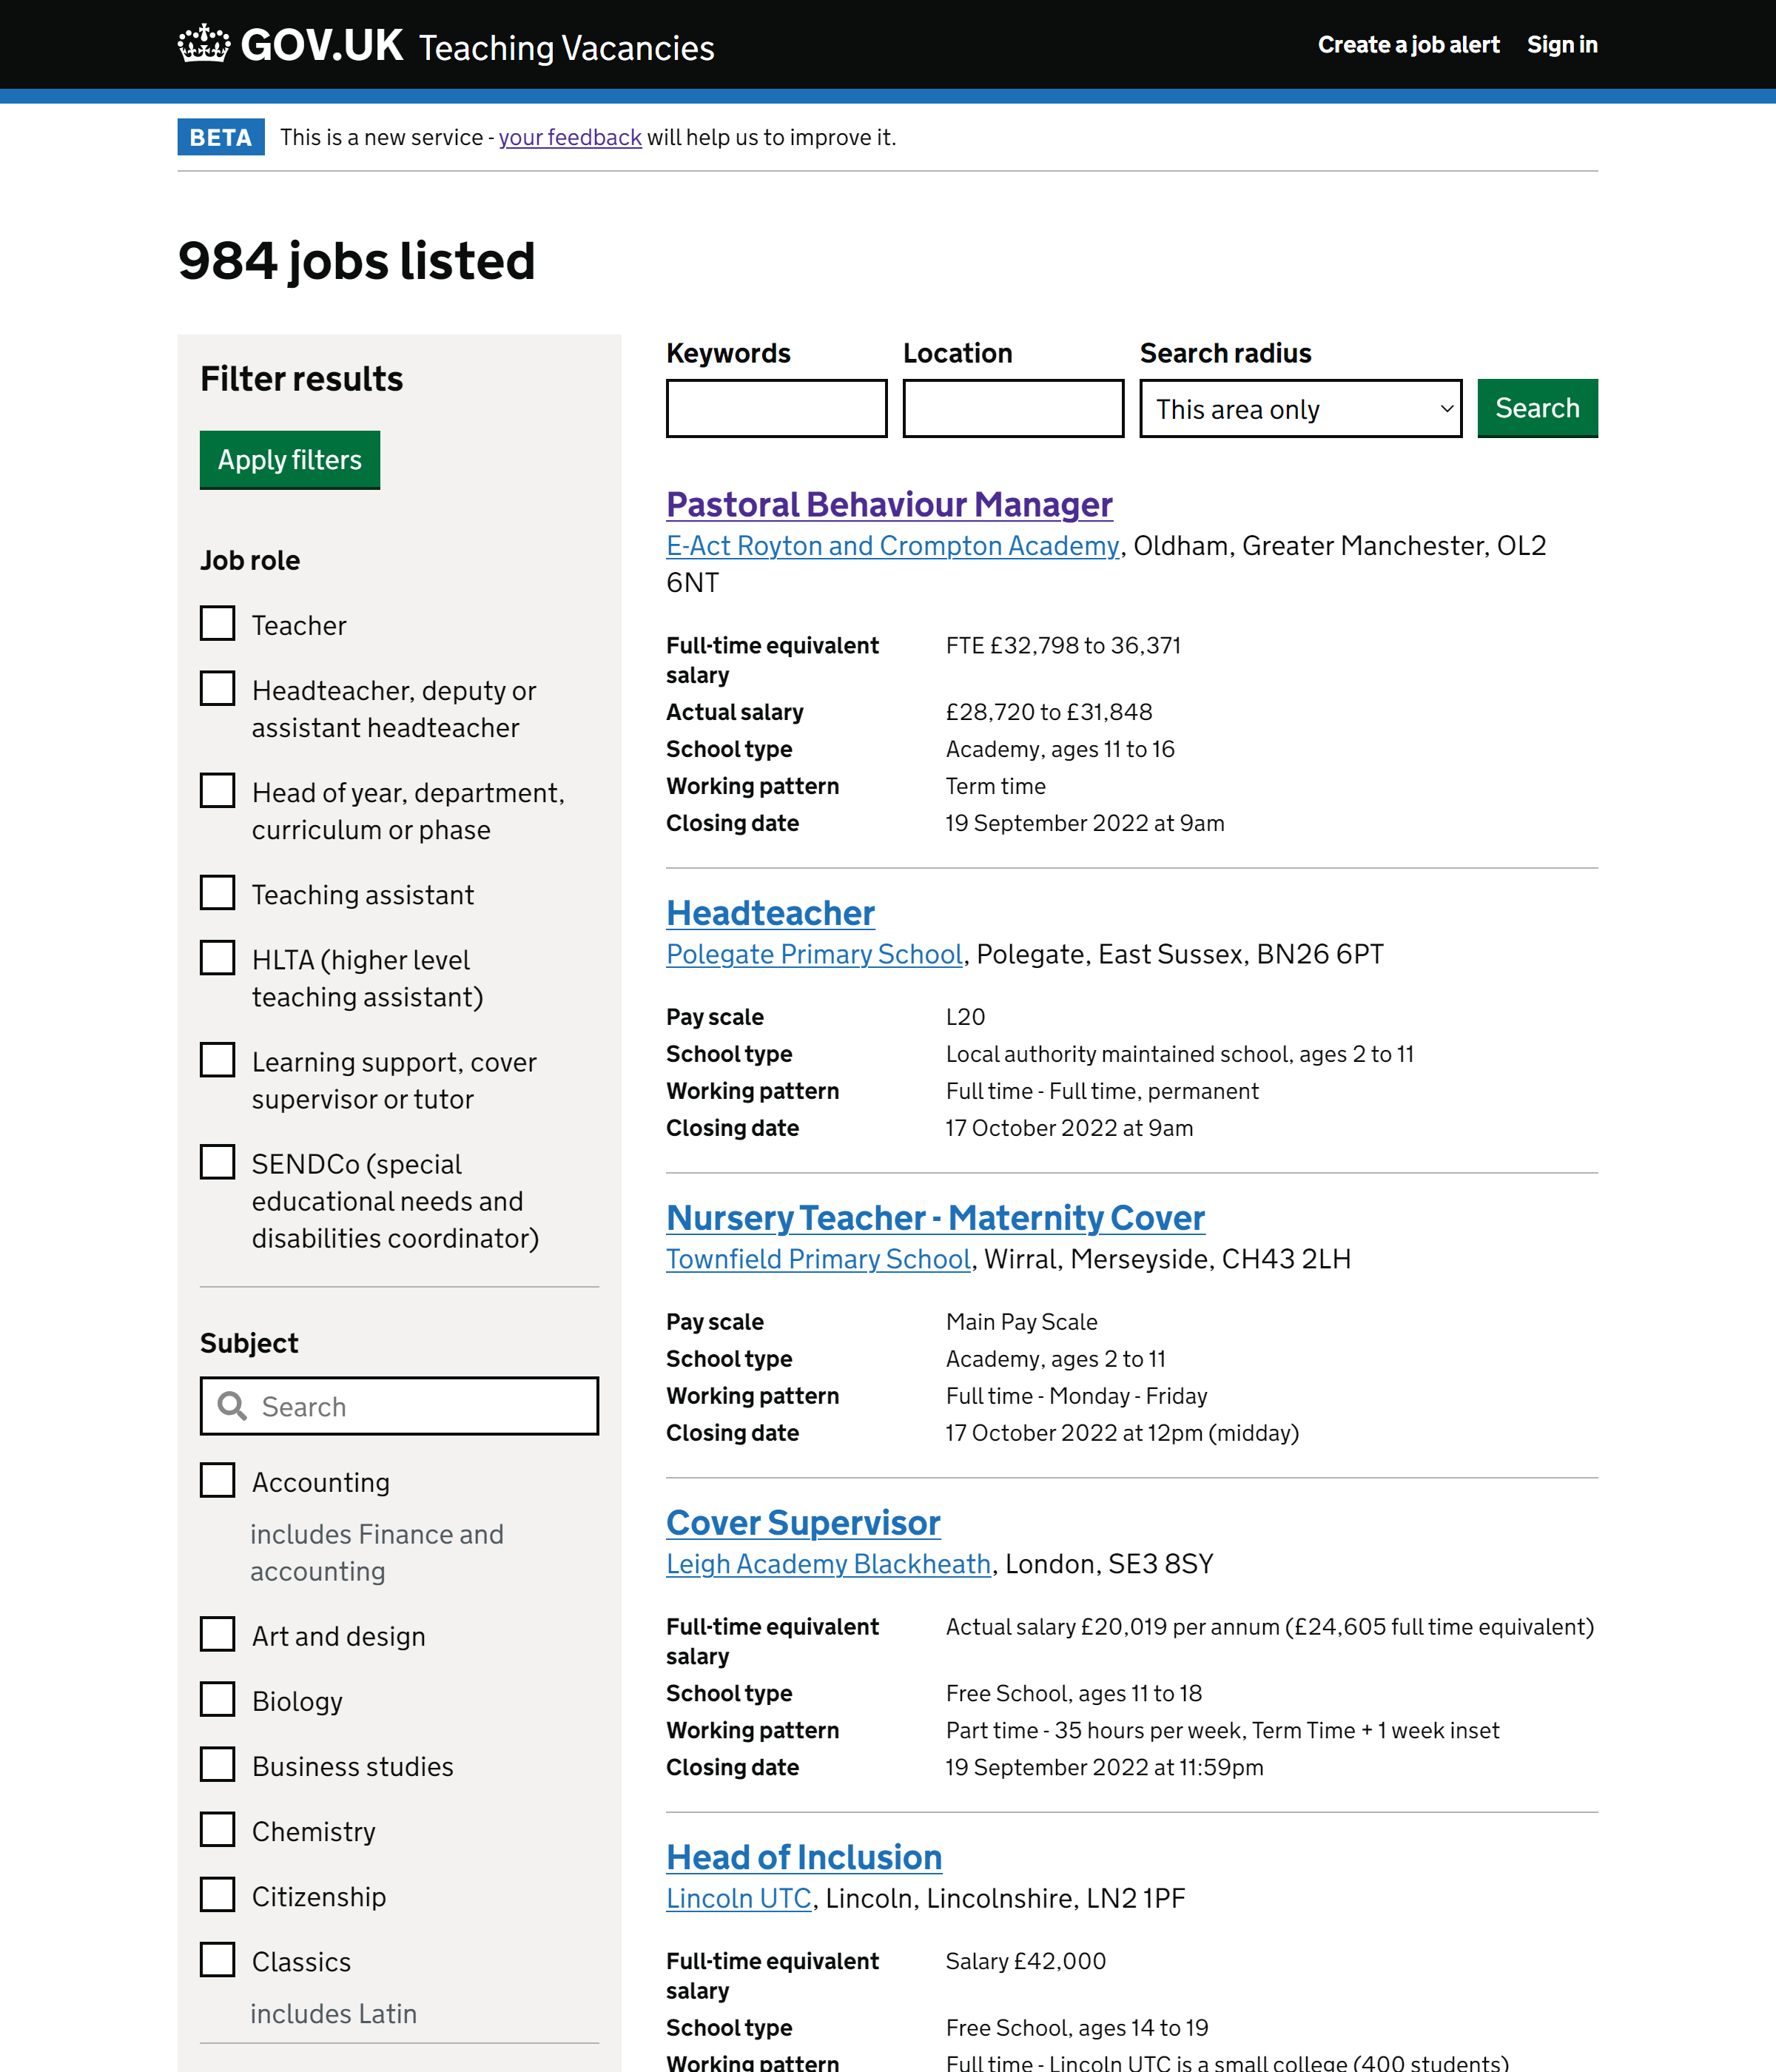 GOV.UK Teaching Vacancies
Create a job alert
Sign in
BETA
This is a new service - your feedback will help us to improve it.
984 jobs listed
Filter results
Apply filters
Job role
Teacher
Headteacher, deputy or
assistant headteacher
Head of year, department,
curriculum or phase
Teaching assistant
HLTA (higher level
teaching assistant)
Learning support, cover
supervisor or tutor
SENDCo (special
educational needs and
disabilities coordinator)
Subject
Search
Accounting
includes Finance and
accounting
Art and design
Biology
Business studies
Chemistry
Citizenship
Classics
includes Latin
Keywords
Location
Search radius
This area only
Search
Pastoral Behaviour Manager
E-Act Royton and Crompton Academy, Oldham, Greater Manchester, OL2
6NT
Full-time equivalent FTE £32,798 to 36,371
salary
Actual salary £28,720 to £31,848
School type Academy, ages 11 to 16
Working pattern Term time
Closing date 19 September 2022 at 9am
Headteacher
Polegate Primary School, Polegate, East Sussex, BN26 6PT
Pay scale L20
School type Local authority maintained school, ages 2 to 11
Working pattern Full time - Full time, permanent
Closing date 17 October 2022 at 9am
Nursery Teacher - Maternity Cover
Townfield Primary School, Wirral, Merseyside, CH43 2LH
Pay scale Main Pay Scale
School type Academy, ages 2 to 11
Working pattern Full time - Monday - Friday
Closing date 17 October 2022 at 12pm (midday)
Cover Supervisor
Leigh Academy Blackheath, London, SE3 8SY
Full-time equivalent Actual salary £20,019 per annum (£24,605 full time equivalent)
salary
School type Free School, ages 11 to 18
Working pattern Part time - 35 hours per week, Term Time + 1 week inset
Closing date 19 September 2022 at 11:59pm
Head of Inclusion
Lincoln UTC, Lincoln, Lincolnshire, LN2 1PF
Full-time equivalent Salary £42,000
salary
School type Free School, ages 14 to 19
Working pattern Full time - Lincoln UTC is a small college (400 students)